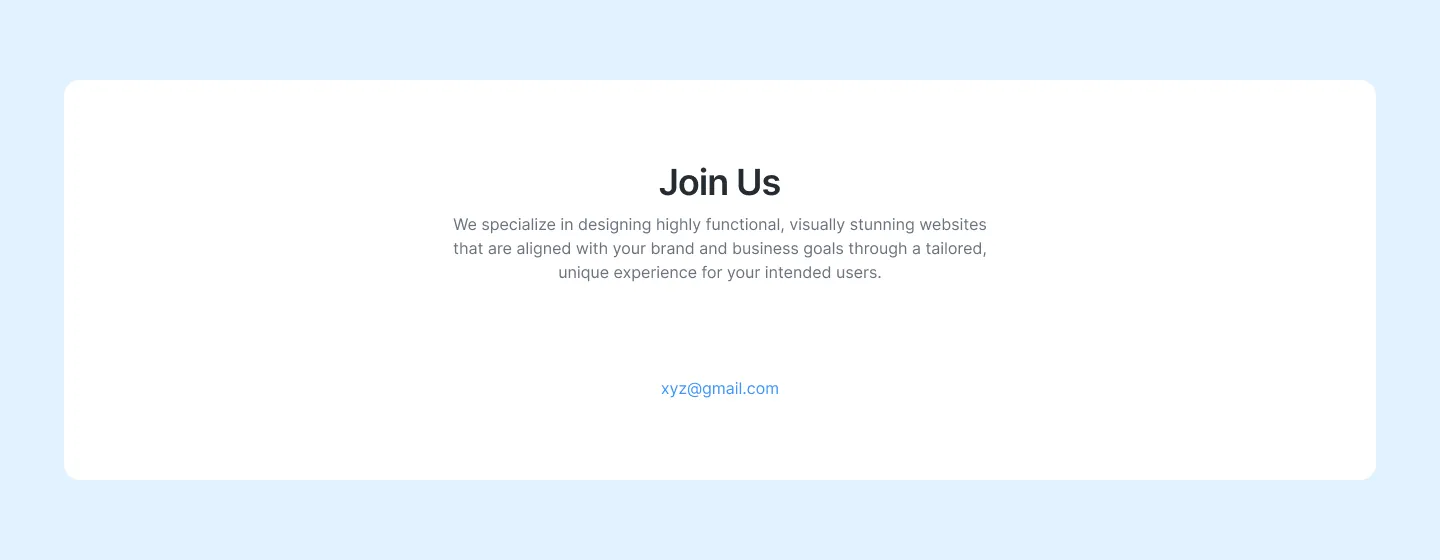 Join Us
We specialize in designing highly functional, visually stunning websites
that are aligned with your brand and business goals through a tailored,
unique experience for your intended users.
xyz@gmail.com